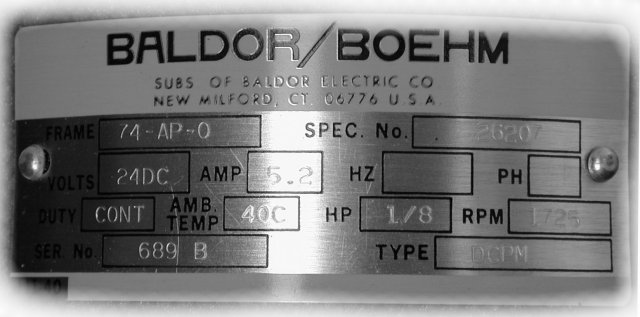 BALDOR/BOEHM
SUBS OF BALDOR ELECTRIC CO
NEW MILFORD, CT. 06776 U.S.A.
FRAME 74-AP-0 SPEC. No. 26207
VOLTS 24DC AMP 5.2 HZ PH
DUTY CONT AMB. TEMP 40C HP 1/8 RPM 1725
SER. No. 689 B TYPE DCPM